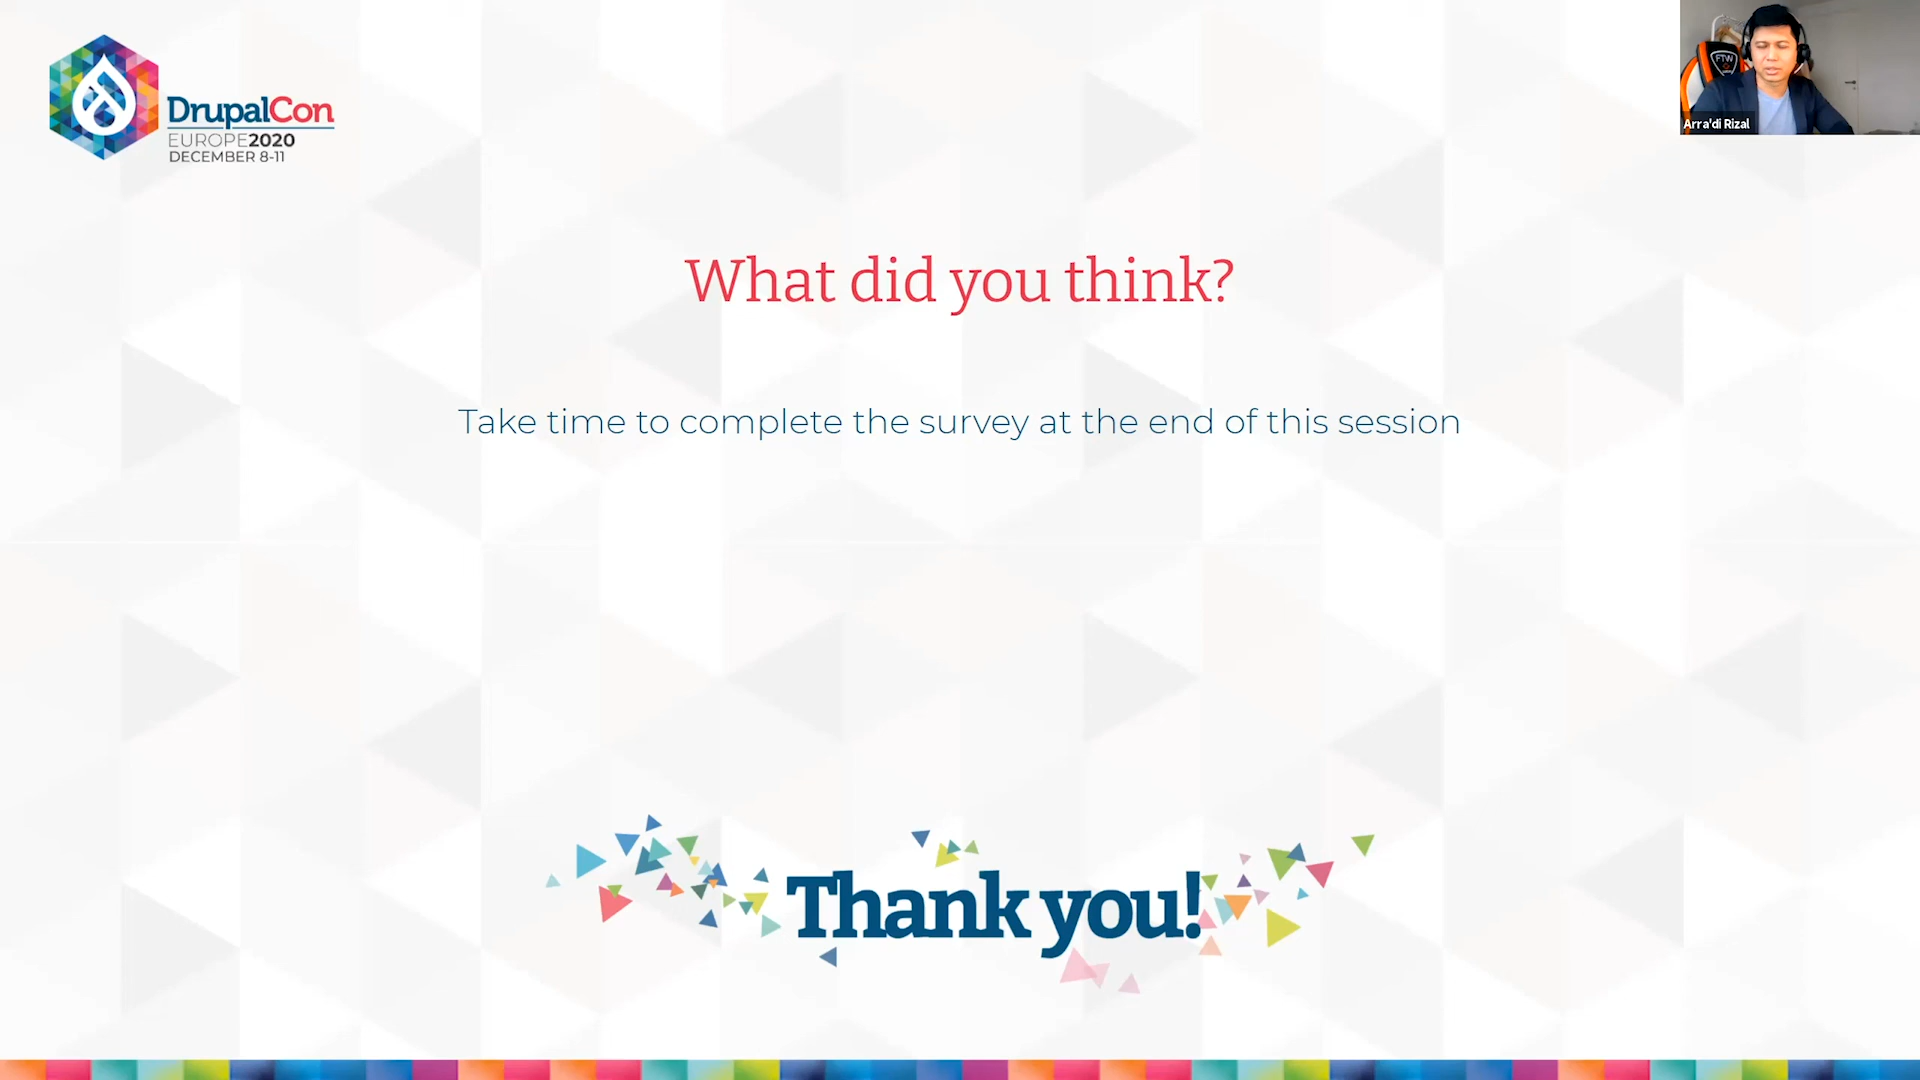 DrupalCon
EUROPE2020
DECEMBER 8-11
FTW
Arra'di Rizal
What did you think?
Take time to complete the survey at the end of this session
Thank you!